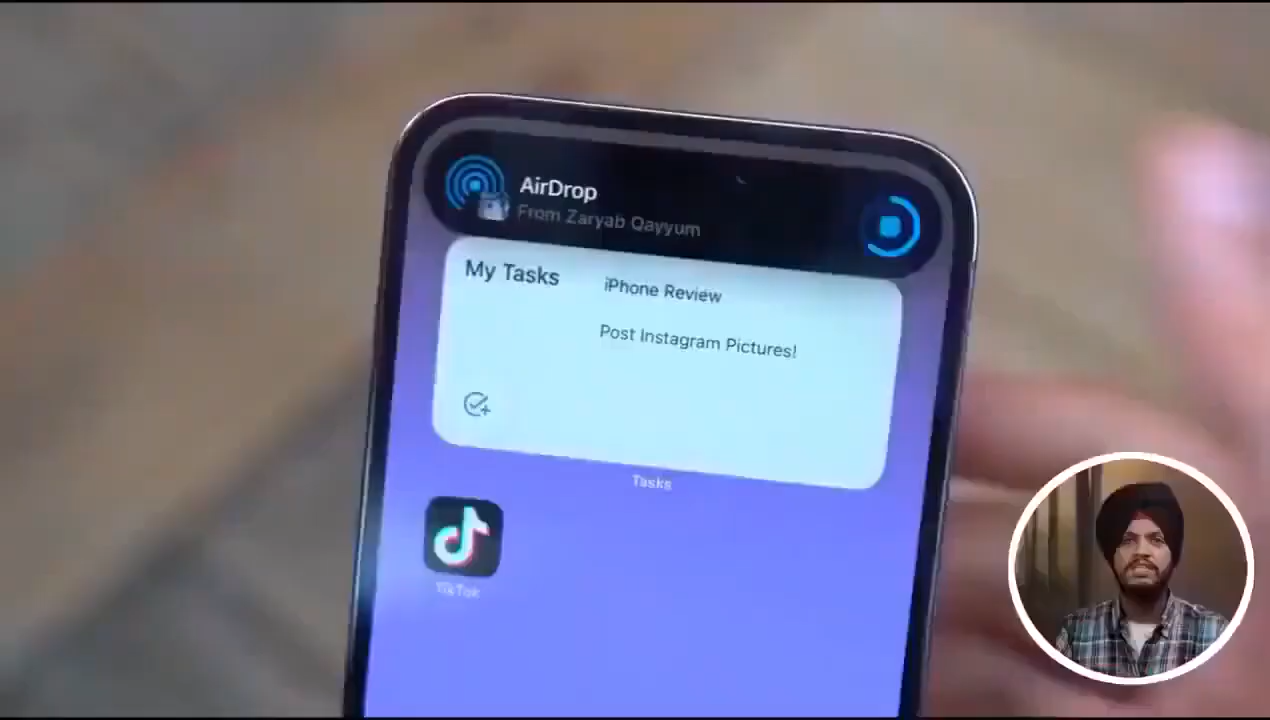 AirDrop
From Zaryab Qayyum
My Tasks
iPhone Review
Post Instagram Pictures!
Tasks
TikTok